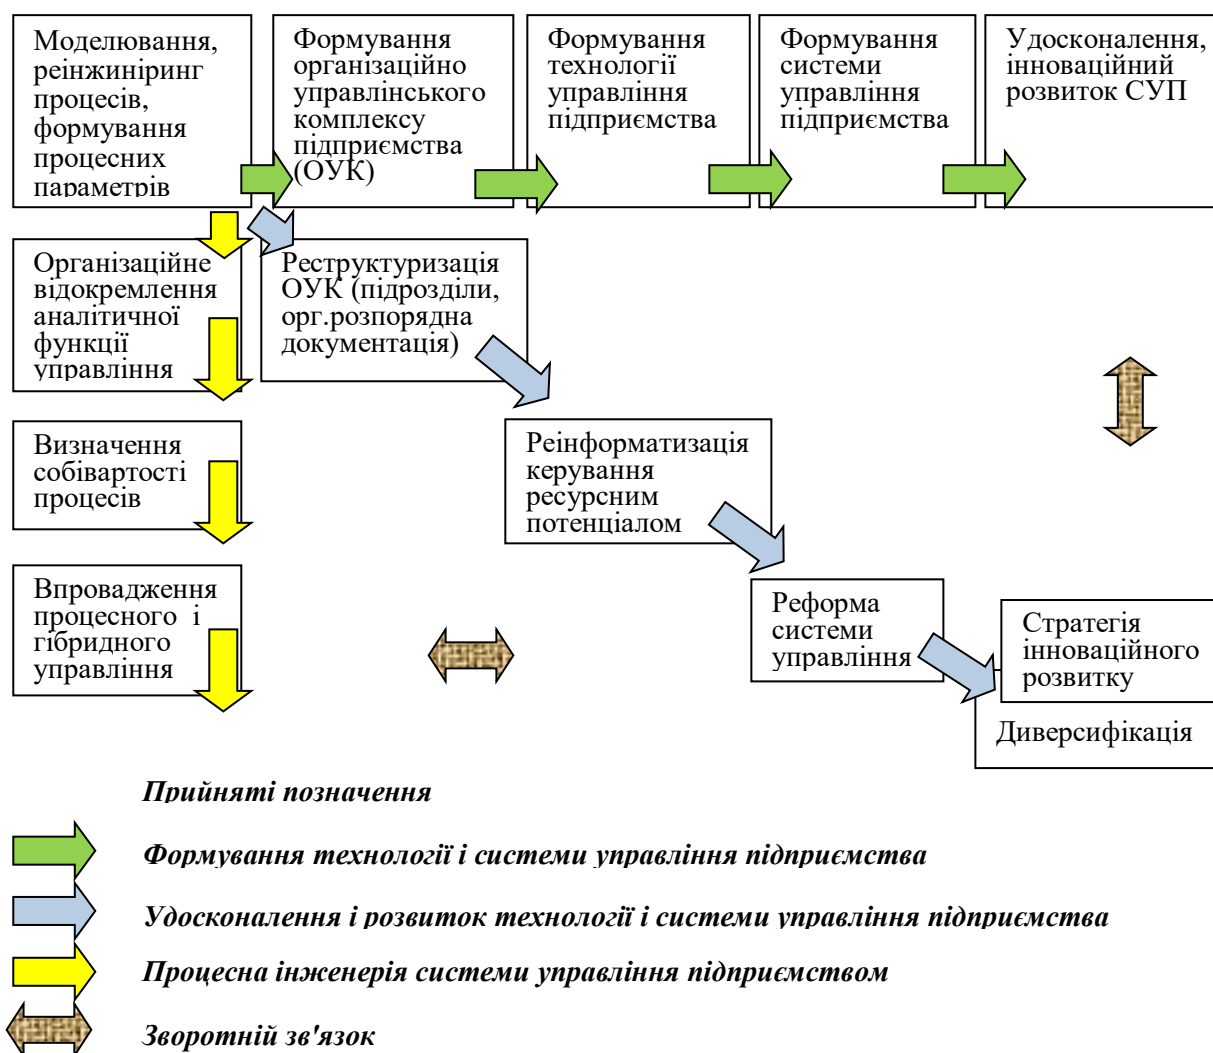 Моделювання,
реінжиніринг
процесів,
формування
процесних
параметрів
Формування
організаційно
управлінського
комплексу
підприємства
(ОУК)
Формування
технології
управління
підприємства
Формування
системи
управління
підприємства
Удосконалення,
інноваційний
розвиток СУП
Організаційне
відокремлення
аналітичної
функції
управління
Реструктуризація
ОУК (підрозділи,
орг.розпорядна
документація)
Визначення
собівартості
процесів
Реінформатизація
керування
ресурсним
потенціалом
Впровадження
процесного і
гібридного
управління
Реформа
системи
управління
Стратегія
інноваційного
розвитку
Диверсифікація
Прийняті позначення
Формування технології і системи управління підприємства
Удосконалення і розвиток технології і системи управління підприємства
Процесна інженерія системи управління підприємством
Зворотній зв'язок